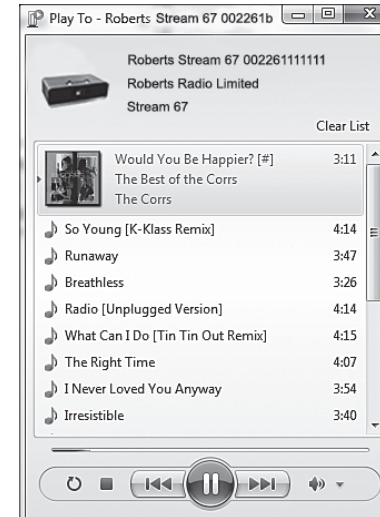 Play To - Roberts Stream 67 002261b
Roberts Stream 67 002261111111
Roberts Radio Limited
Stream 67
Clear List
Would You Be Happier? [#] 3:11
The Best of the Corrs
The Corrs
So Young [K-Klass Remix] 4:14
Runaway 3:47
Breathless 3:26
Radio [Unplugged Version] 4:14
What Can I Do [Tin Tin Out Remix] 4:15
The Right Time 4:07
I Never Loved You Anyway 3:54
Irresistible 3:40